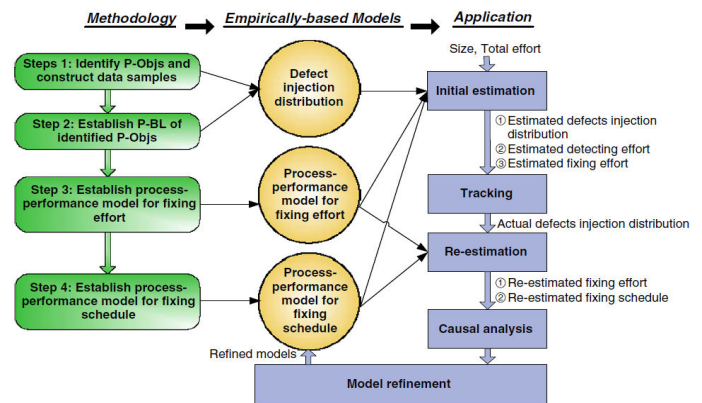 Methodology
Empirically-based Models
Application
Steps 1: Identify P-Objs and
construct data samples
Step 2: Establish P-BL of
identified P-Objs
Step 3: Establish process-
performance model for fixing
effort
Step 4: Establish process-
performance model for fixing
schedule
Defect
injection
distribution
Process-
performance
model for
fixing effort
Process-
performance
model for
fixing
schedule
Refined models
Size, Total effort
Initial estimation
① Estimated defects injection
distribution
② Estimated detecting effort
③ Estimated fixing effort
Tracking
Actual defects injection distribution
Re-estimation
① Re-estimated fixing effort
② Re-estimated fixing schedule
Causal analysis
Model refinement